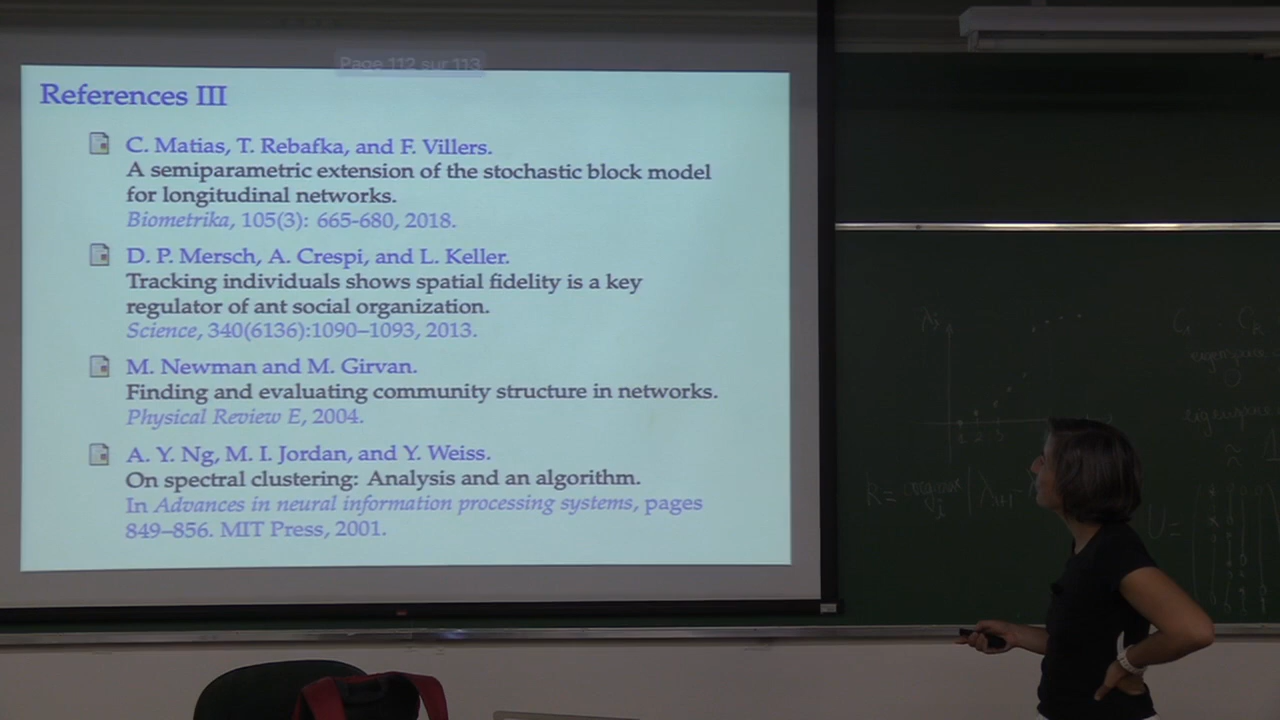 Page 112 sur 113
References III
C. Matias, T. Rebafka, and F. Villers.
A semiparametric extension of the stochastic block model
for longitudinal networks.
Biometrika, 105(3): 665-680, 2018.
D. P. Mersch, A. Crespi, and L. Keller.
Tracking individuals shows spatial fidelity is a key
regulator of ant social organization.
Science, 340(6136):1090–1093, 2013.
M. Newman and M. Girvan.
Finding and evaluating community structure in networks.
Physical Review E, 2004.
A. Y. Ng, M. I. Jordan, and Y. Weiss.
On spectral clustering: Analysis and an algorithm.
In Advances in neural information processing systems, pages
849–856. MIT Press, 2001.
U =